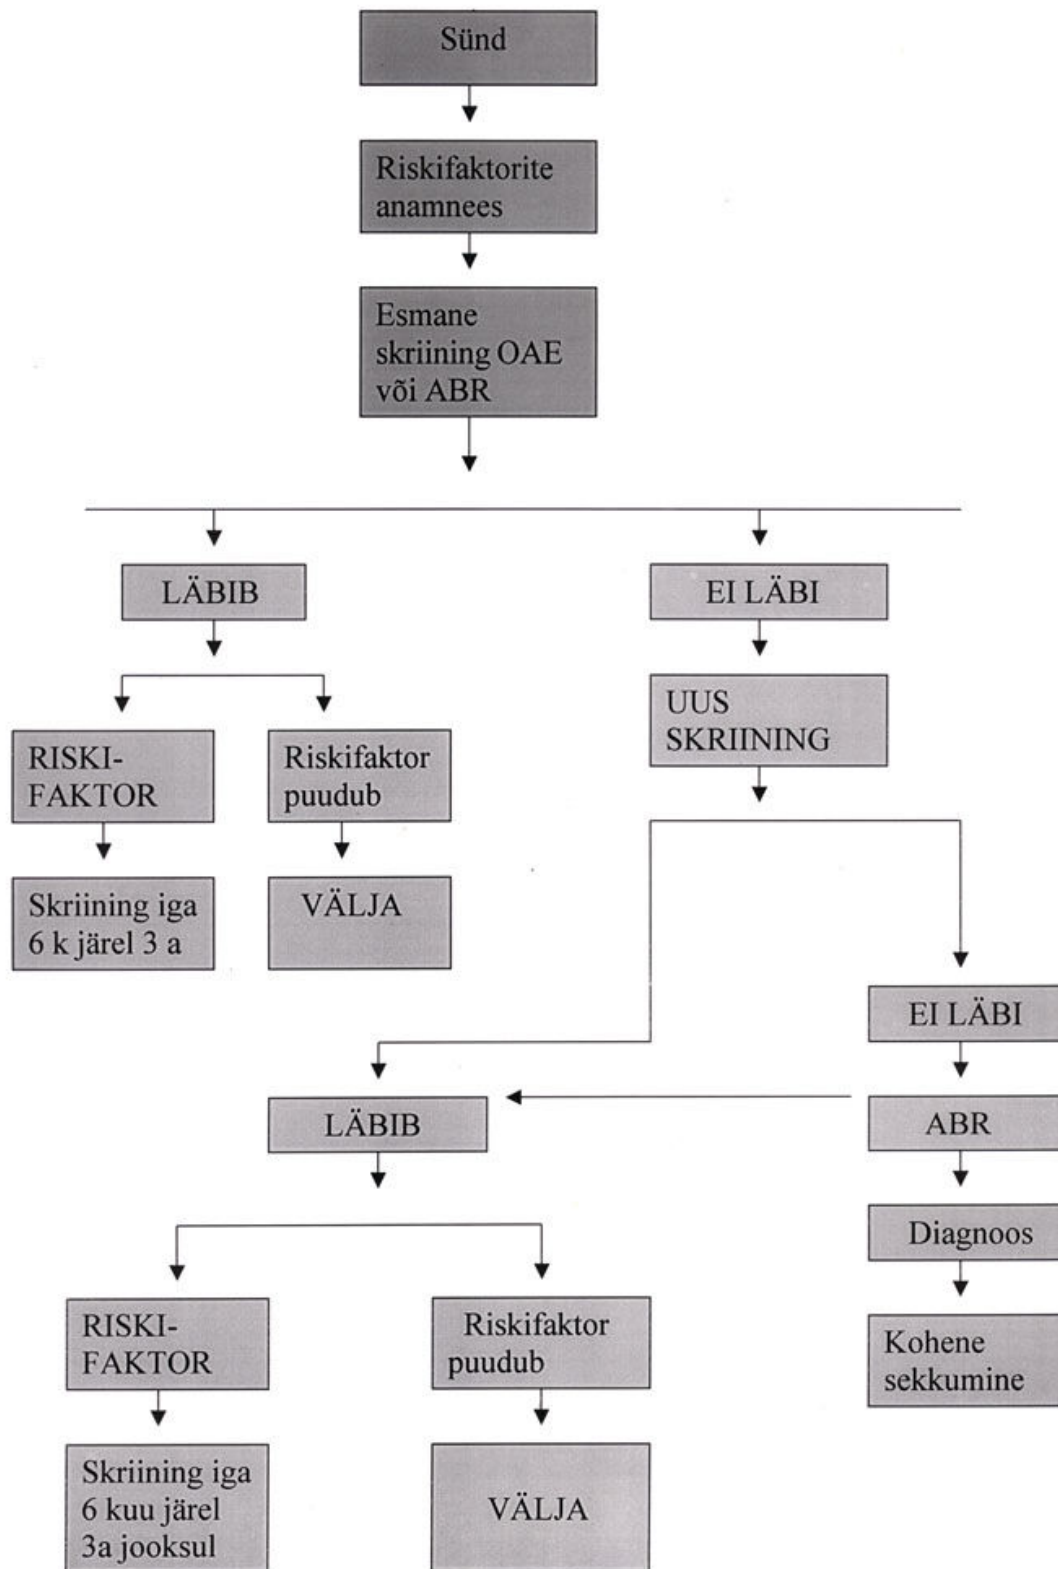 Sünd
Riskifaktorite
anamnees
Esmane
skriining OAE
või ABR
LÄBIB
EI LÄBI
RISKI-
FAKTOR
Riskifaktor
puudub
UUS
SKRIINING
Skriining iga
6 k järel 3 a
VÄLJA
EI LÄBI
LÄBIB
ABR
Diagnoos
RISKI-
FAKTOR
Riskifaktor
puudub
Kohene
sekkumine
Skriining iga
6 kuu järel
3a jooksul
VÄLJA